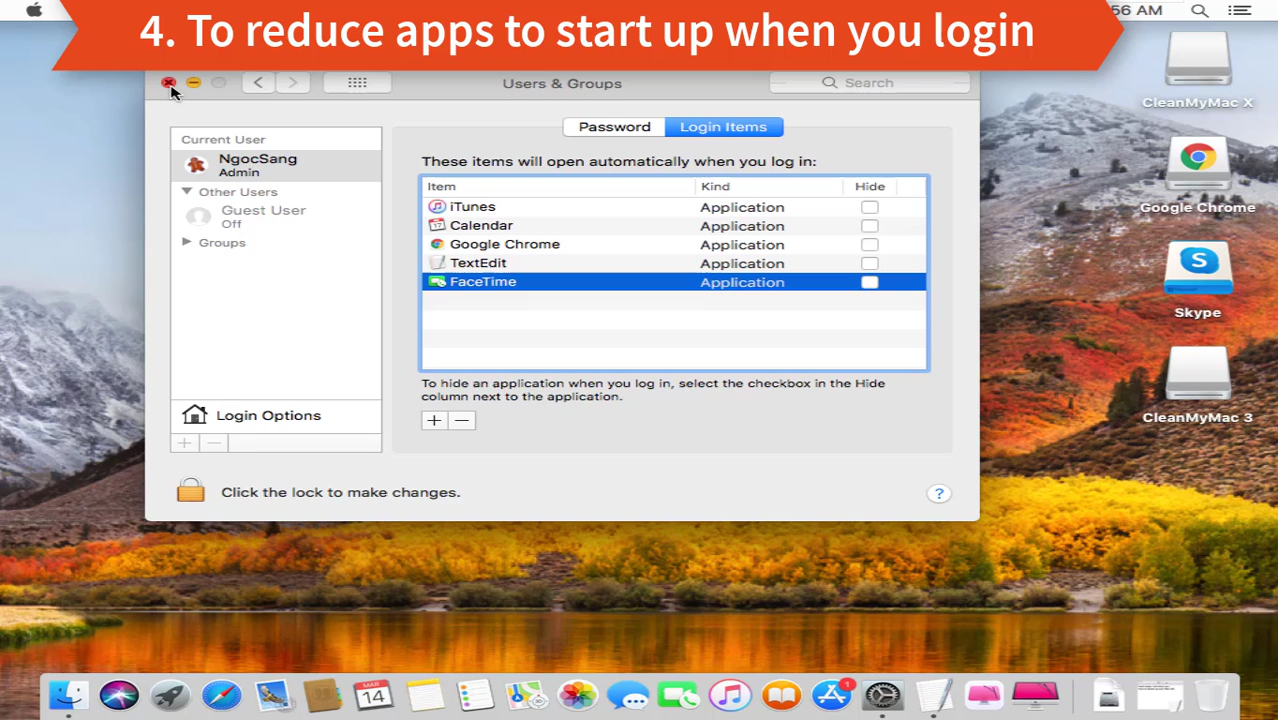 4. To reduce apps to start up when you login
56 AM
Users & Groups
Search
CleanMyMac X
Google Chrome
Skype
CleanMyMac 3
Current User
NgocSang
Admin
Other Users
Guest User
Off
Groups
Login Options
Password
Login Items
These items will open automatically when you log in:
Item Kind Hide
iTunes Application
Calendar Application
Google Chrome Application
TextEdit Application
FaceTime Application
To hide an application when you log in, select the checkbox in the Hide
column next to the application.
Click the lock to make changes.
?
MAR
14
1